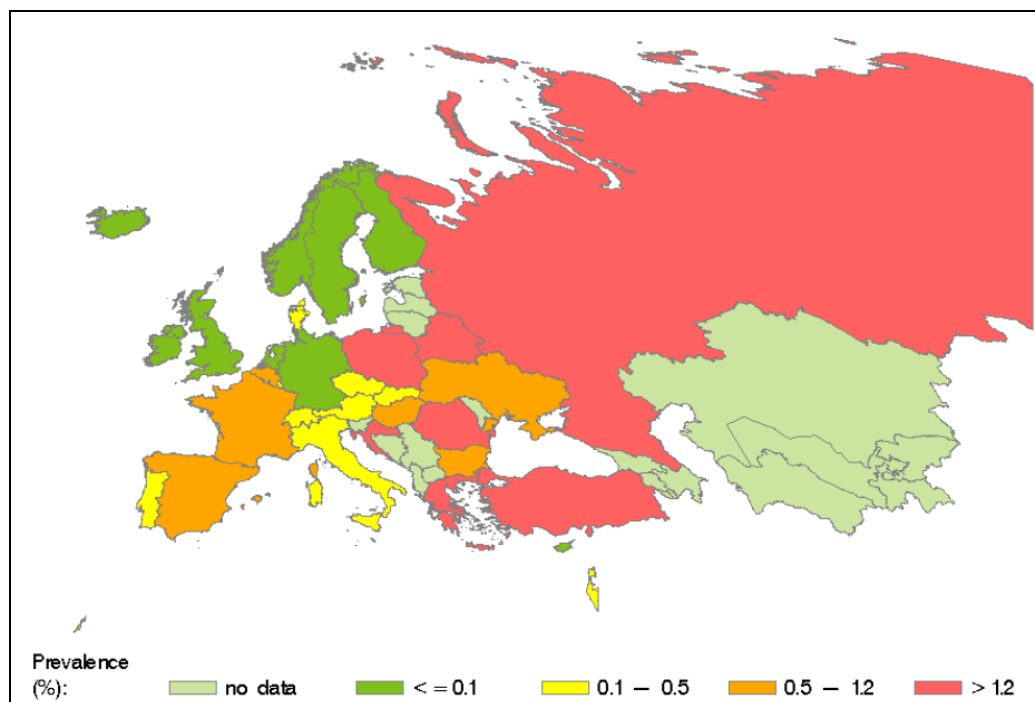 Prevalence
(%): no data <= 0.1 0.1 – 0.5 0.5 – 1.2 > 1.2